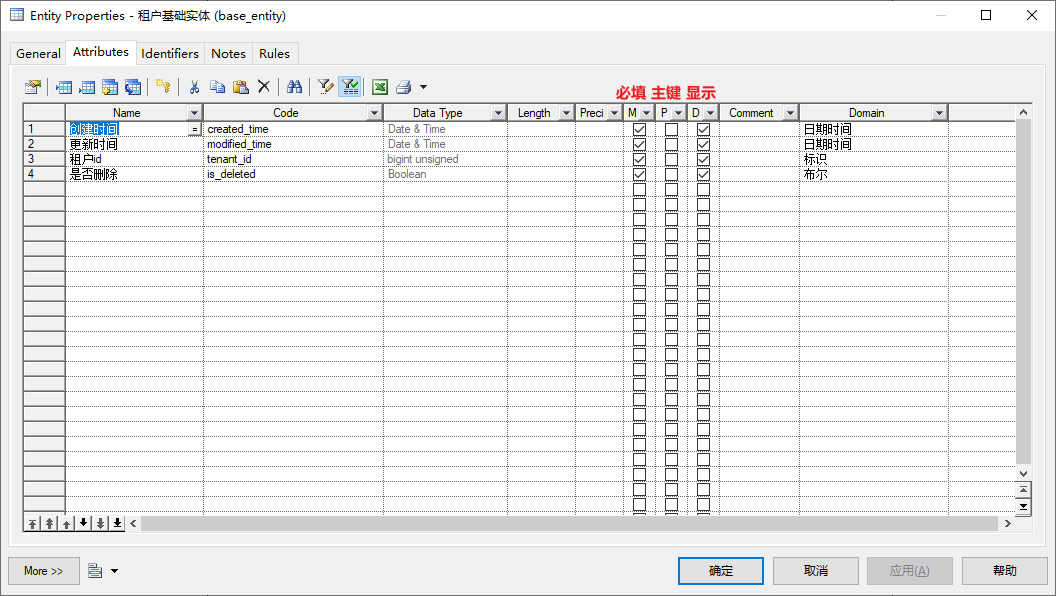 Entity Properties - 租户基础实体 (base_entity)
General Attributes Identifiers Notes Rules
必填 主键 显示
Name Code Data Type Length Preci M P D Comment Domain
1 创建时间 = created_time Date & Time 日期时间
2 更新时间 modified_time Date & Time 日期时间
3 租户id tenant_id bigint unsigned 标识
4 是否删除 is_deleted Boolean 布尔
More >> 确定 取消 应用(A) 帮助